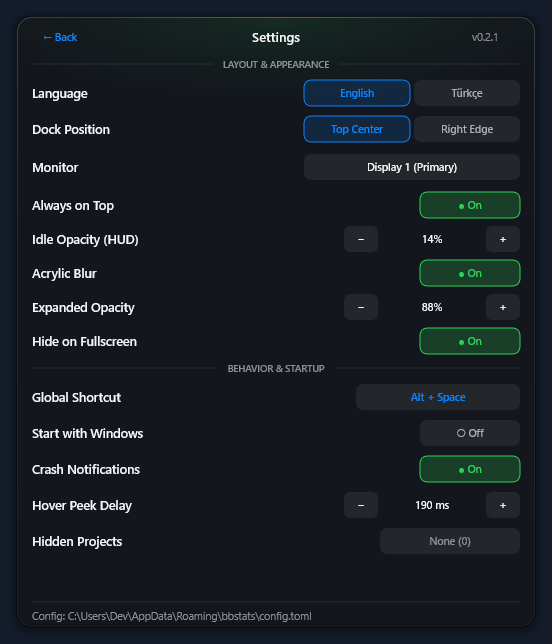 ← Back Settings v0.2.1
LAYOUT & APPEARANCE
Language English Türkçe
Dock Position Top Center Right Edge
Monitor Display 1 (Primary)
Always on Top ● On
Idle Opacity (HUD) − 14% +
Acrylic Blur ● On
Expanded Opacity − 88% +
Hide on Fullscreen ● On
BEHAVIOR & STARTUP
Global Shortcut Alt + Space
Start with Windows ○ Off
Crash Notifications ● On
Hover Peek Delay − 190 ms +
Hidden Projects None (0)
Config: C:\Users\Dev\AppData\Roaming\bbstats\config.toml